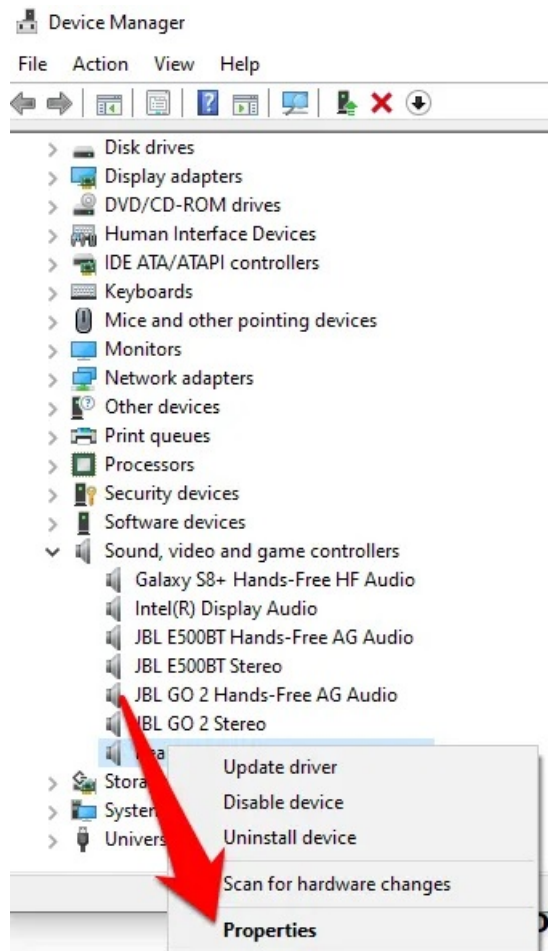 Device Manager
File Action View Help
Disk drives
Display adapters
DVD/CD-ROM drives
Human Interface Devices
IDE ATA/ATAPI controllers
Keyboards
Mice and other pointing devices
Monitors
Network adapters
Other devices
Print queues
Processors
Security devices
Software devices
Sound, video and game controllers
Galaxy S8+ Hands-Free HF Audio
Intel(R) Display Audio
JBL E500BT Hands-Free AG Audio
JBL E500BT Stereo
JBL GO 2 Hands-Free AG Audio
JBL GO 2 Stereo
Update driver
Stora
Disable device
System
Uninstall device
Univers
Scan for hardware changes
Properties